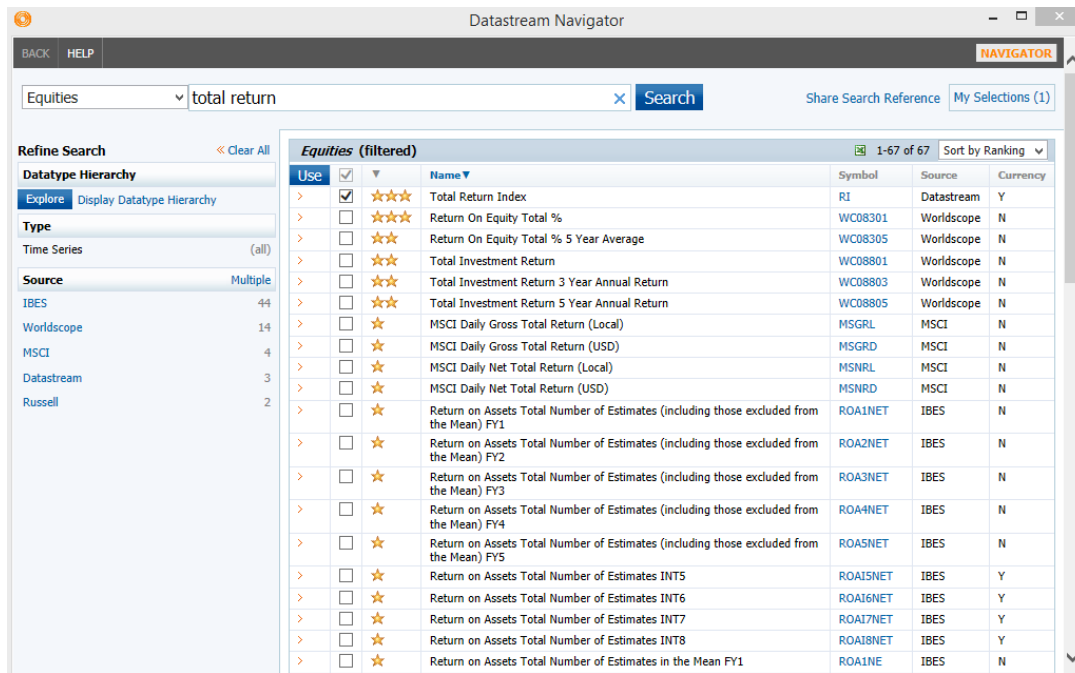 Datastream Navigator
BACK HELP NAVIGATOR
Equities total return Search Share Search Reference My Selections (1)
Refine Search « Clear All
Datatype Hierarchy
Explore Display Datatype Hierarchy
Type
Time Series (all)
Source Multiple
IBES 44
Worldscope 14
MSCI 4
Datastream 3
Russell 2
Equities (filtered) 1-67 of 67 Sort by Ranking
Use Name Symbol Source Currency
Total Return Index RI Datastream Y
Return On Equity Total % WC08301 Worldscope N
Return On Equity Total % 5 Year Average WC08305 Worldscope N
Total Investment Return WC08801 Worldscope N
Total Investment Return 3 Year Annual Return WC08803 Worldscope N
Total Investment Return 5 Year Annual Return WC08805 Worldscope N
MSCI Daily Gross Total Return (Local) MSGRL MSCI N
MSCI Daily Gross Total Return (USD) MSGRD MSCI N
MSCI Daily Net Total Return (Local) MSNRL MSCI N
MSCI Daily Net Total Return (USD) MSNRD MSCI N
Return on Assets Total Number of Estimates (including those excluded from ROA1NET IBES N
the Mean) FY1
Return on Assets Total Number of Estimates (including those excluded from ROA2NET IBES N
the Mean) FY2
Return on Assets Total Number of Estimates (including those excluded from ROA3NET IBES N
the Mean) FY3
Return on Assets Total Number of Estimates (including those excluded from ROA4NET IBES N
the Mean) FY4
Return on Assets Total Number of Estimates (including those excluded from ROA5NET IBES N
the Mean) FY5
Return on Assets Total Number of Estimates INT5 ROAI5NET IBES Y
Return on Assets Total Number of Estimates INT6 ROAI6NET IBES Y
Return on Assets Total Number of Estimates INT7 ROAI7NET IBES Y
Return on Assets Total Number of Estimates INT8 ROAI8NET IBES Y
Return on Assets Total Number of Estimates in the Mean FY1 ROA1NE IBES N